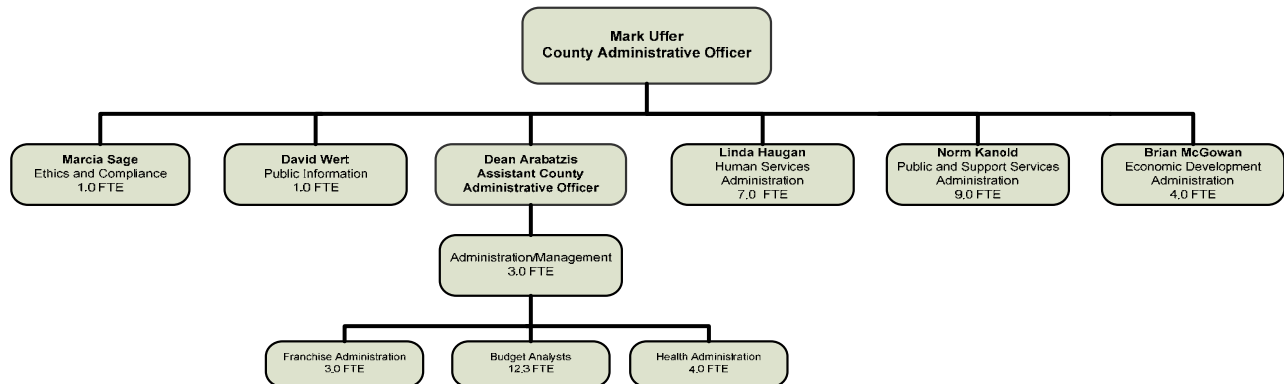 Mark Uffer
County Administrative Officer
Marcia Sage
Ethics and Compliance
1.0 FTE
David Wert
Public Information
1.0 FTE
Dean Arabatzis
Assistant County
Administrative Officer
Linda Haugan
Human Services
Administration
7.0 FTE
Norm Kanold
Public and Support Services
Administration
9.0 FTE
Brian McGowan
Economic Development
Administration
4.0 FTE
Administration/Management
3.0 FTE
Franchise Administration
3.0 FTE
Budget Analysts
12.3 FTE
Health Administration
4.0 FTE